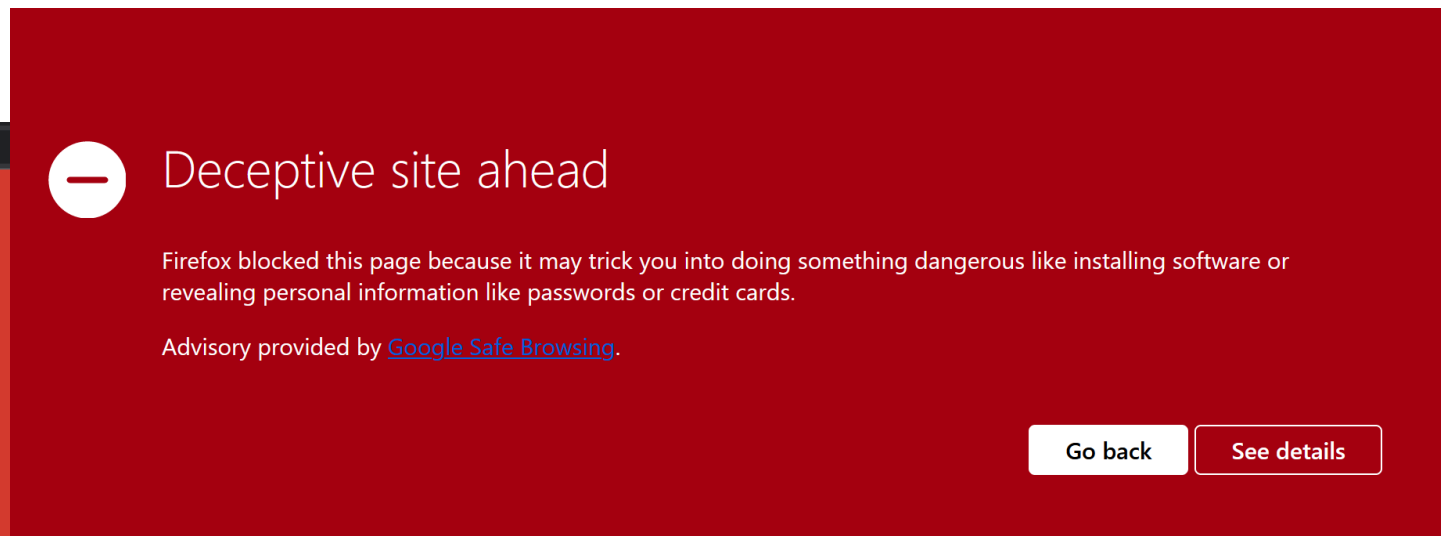 Deceptive site ahead
Firefox blocked this page because it may trick you into doing something dangerous like installing software or
revealing personal information like passwords or credit cards.
Advisory provided by Google Safe Browsing.
Go back
See details